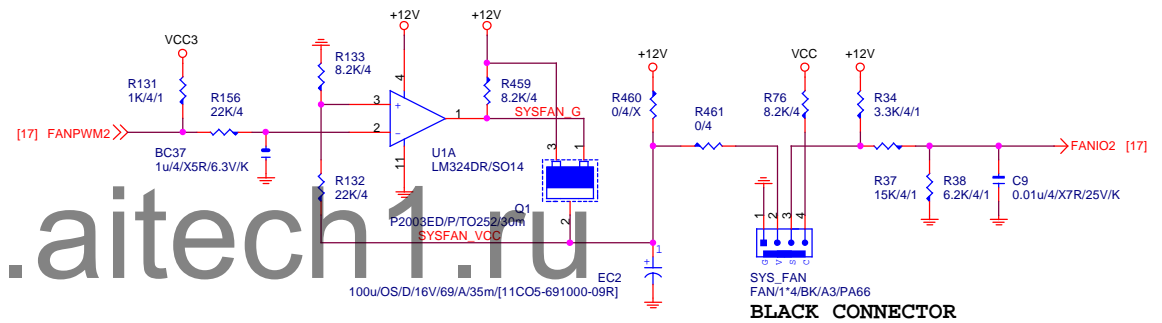 +12V
+12V
VCC3
R133
8.2K/4
R131
1K/4/1
R156
22K/4
4
3
+
2
−
1
11
R459
8.2K/4
SYSFAN_G
[17] FANPWM2
BC37
1u/4/X5R/6.3V/K
U1A
LM324DR/SO14
R132
22K/4
3
1
2
Q1
P2003ED/P/TO252/30m
SYSFAN_VCC
+12V
R460
0/4/X
R461
0/4
VCC
R76
8.2K/4
+12V
R34
3.3K/4/1
FANIO2 [17]
R37
15K/4/1
R38
6.2K/4/1
C9
0.01u/4/X7R/25V/K
1
2
3
4
G
V
S
C
1
EC2
100u/OS/D/16V/69/A/35m/[11CO5-691000-09R]
SYS_FAN
FAN/1*4/BK/A3/PA66
BLACK CONNECTOR
.aitech1.ru